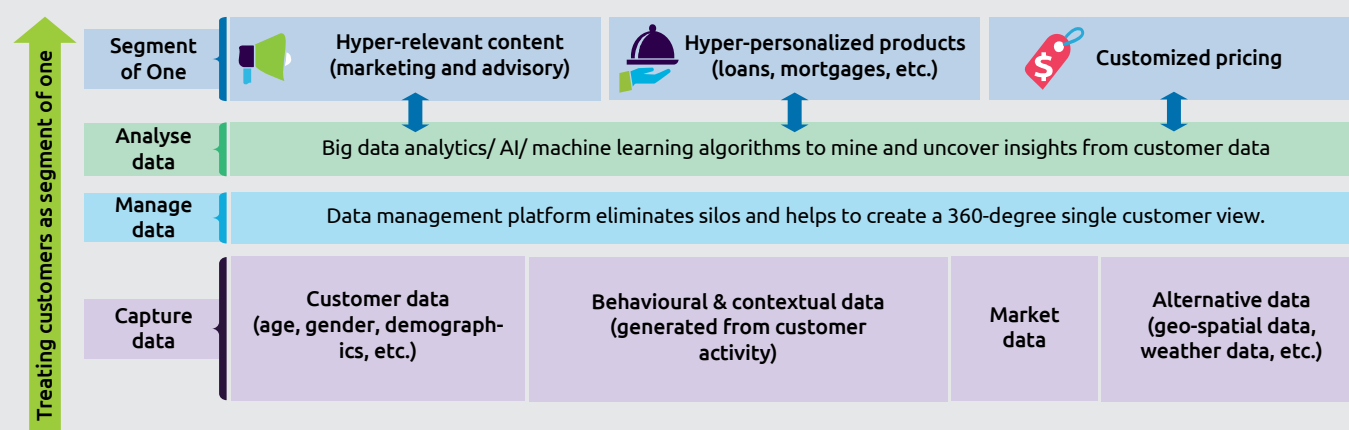 Treating customers as segment of one
Segment
of One
Hyper-relevant content
(marketing and advisory)
Hyper-personalized products
(loans, mortgages, etc.)
$
Customized pricing
Analyse
data
Big data analytics/ AI/ machine learning algorithms to mine and uncover insights from customer data
Manage
data
Data management platform eliminates silos and helps to create a 360-degree single customer view.
Capture
data
Customer data
(age, gender, demograph-
ics, etc.)
Behavioural & contextual data
(generated from customer
activity)
Market
data
Alternative data
(geo-spatial data,
weather data, etc.)